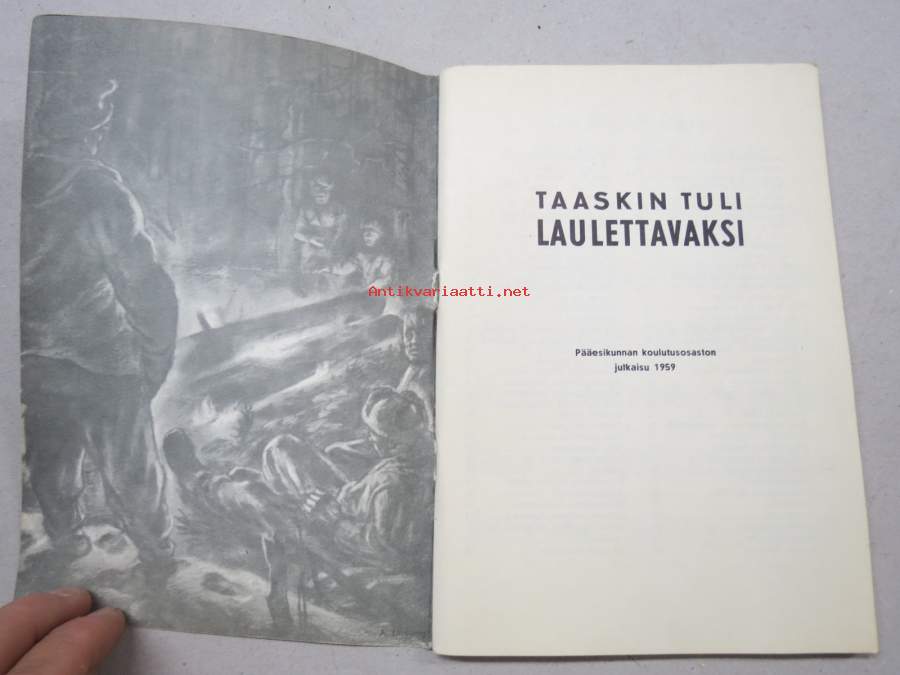 TAASKIN TULI
LAULETTAVAKSI
Antikvariaatti.net
Pääesikunnan koulutusosaston
julkaisu 1959